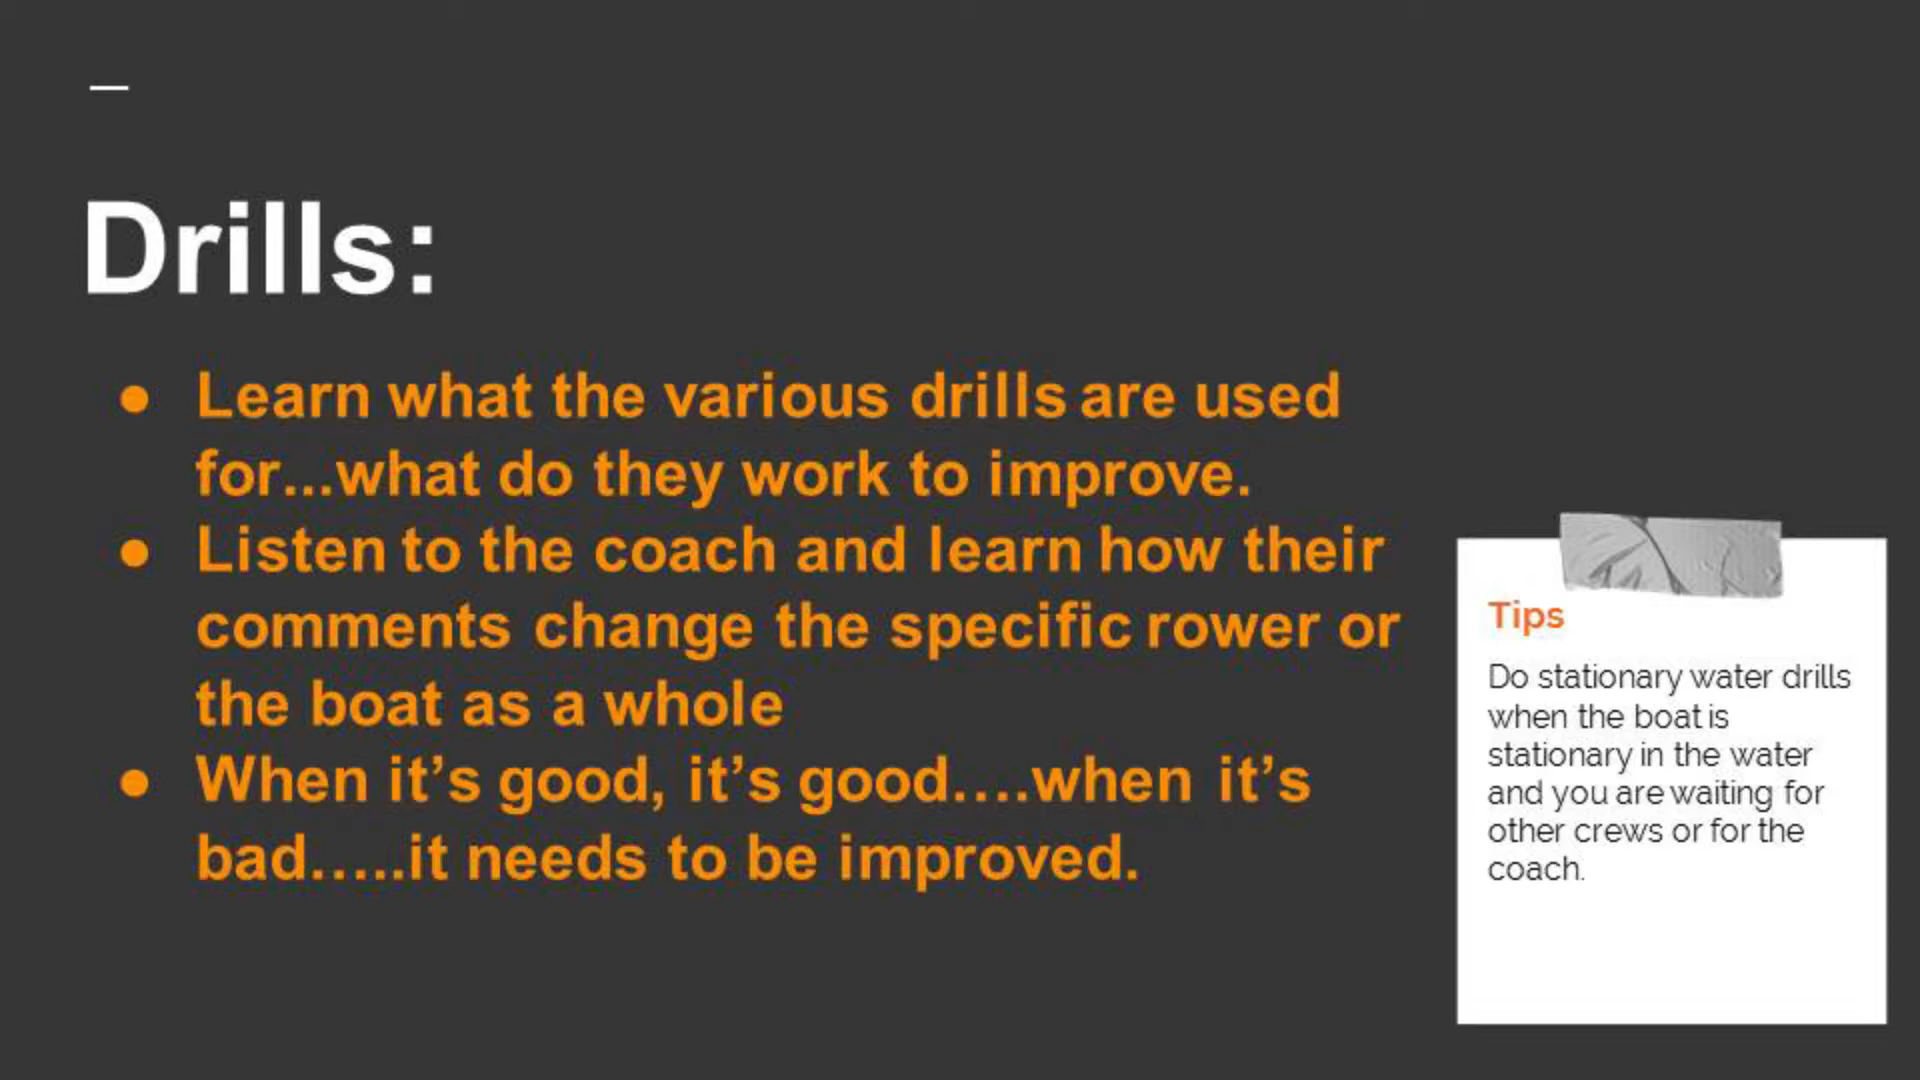 Drills:
● Learn what the various drills are used
for...what do they work to improve.
● Listen to the coach and learn how their
comments change the specific rower or
the boat as a whole
● When it’s good, it’s good….when it’s
bad…..it needs to be improved.
Tips
Do stationary water drills
when the boat is
stationary in the water
and you are waiting for
other crews or for the
coach.